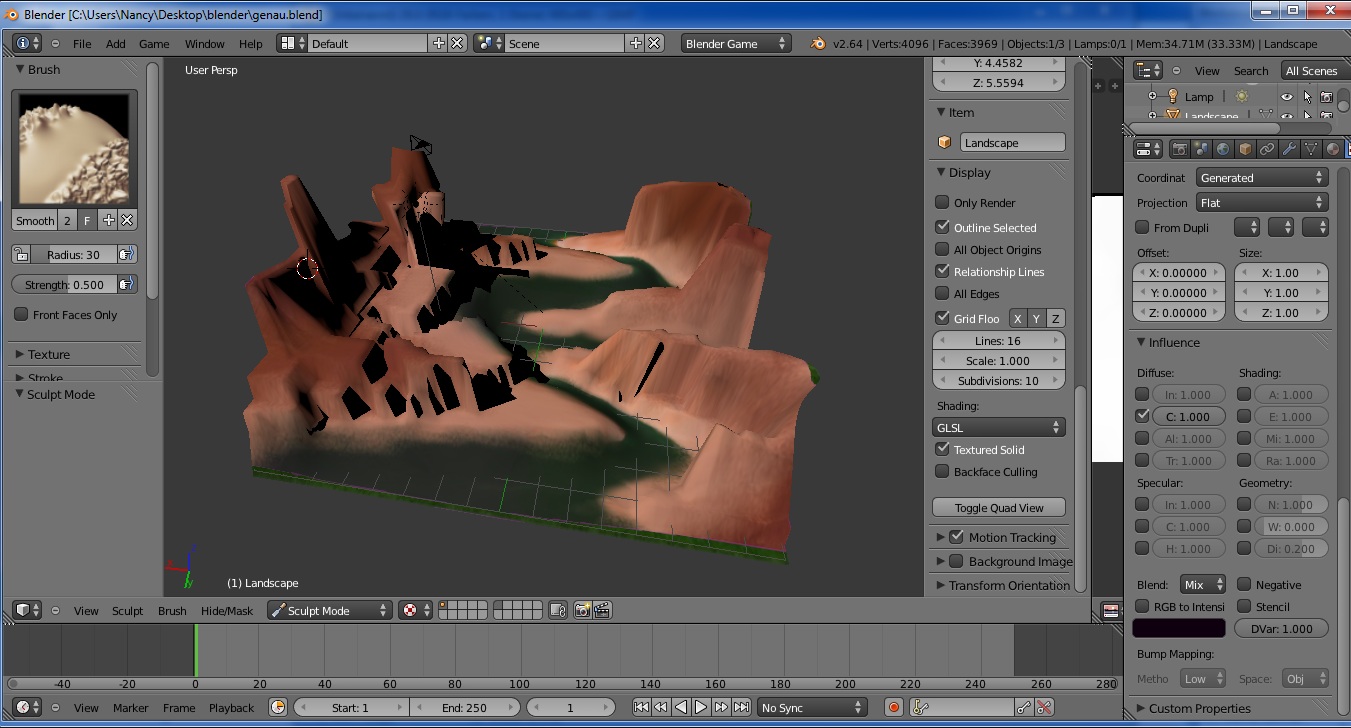 Blender [C:\Users\Nancy\Desktop\blender\genau.blend]
File Add Game Window Help Default Scene Blender Game v2.64 | Verts:4096 | Faces:3969 | Objects:1/3 | Lamps:0/1 | Mem:34.71M (33.33M) | Landscape
Brush
Smooth 2 F
Radius: 30
Strength: 0.500
Front Faces Only
Texture
Stroke
Sculpt Mode
User Persp
(1) Landscape
Y: 4.4582
Z: 5.5594
Item
Landscape
Display
Only Render
Outline Selected
All Object Origins
Relationship Lines
All Edges
Grid Floo X Y Z
Lines: 16
Scale: 1.000
Subdivisions: 10
Shading:
GLSL
Textured Solid
Backface Culling
Toggle Quad View
Motion Tracking
Background Image
Transform Orientation
View Search All Scenes
Lamp
Landscape
Coordinat Generated
Projection Flat
From Dupli
Offset: Size:
X: 0.00000 X: 1.00
Y: 0.00000 Y: 1.00
Z: 0.00000 Z: 1.00
Influence
Diffuse: Shading:
In: 1.000 A: 1.000
C: 1.000 E: 1.000
Al: 1.000 Mi: 1.000
Tr: 1.000 Ra: 1.000
Specular: Geometry:
In: 1.000 N: 1.000
C: 1.000 W: 0.000
H: 1.000 Di: 0.200
Blend: Mix Negative
RGB to Intensi Stencil
DVar: 1.000
Bump Mapping:
Metho Low Space: Obj
Custom Properties
View Sculpt Brush Hide/Mask Sculpt Mode
-40 -20 0 20 40 60 80 100 120 140 160 180 200 220 240 260 280
View Marker Frame Playback Start: 1 End: 250 1 No Sync